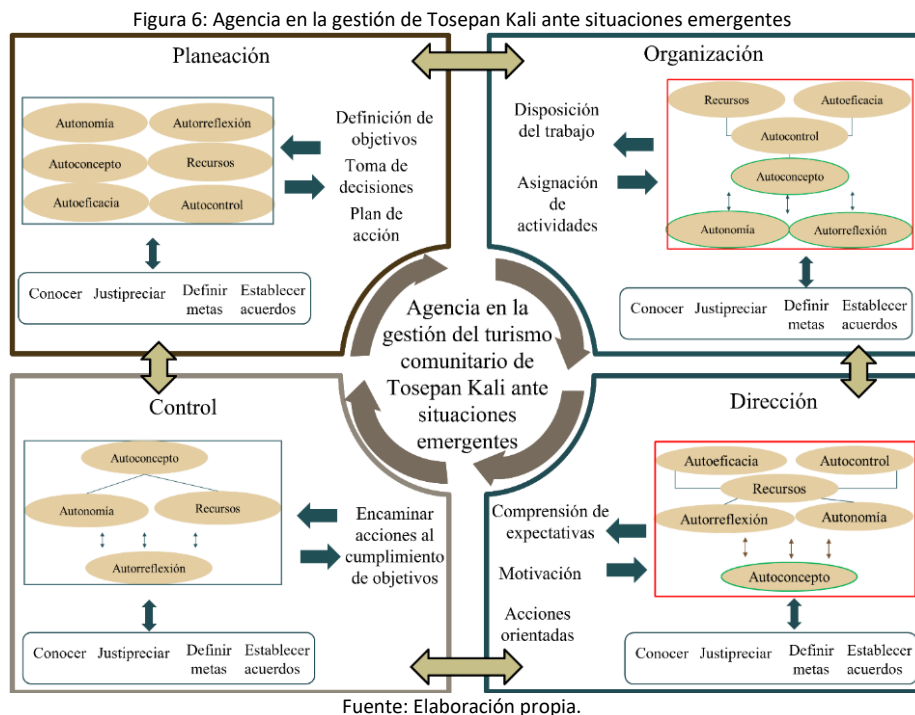 Figura 6: Agencia en la gestión de Tosepan Kali ante situaciones emergentes
Planeación
Autonomía
Autorreflexión
Autoconcepto
Recursos
Autoeficacia
Autocontrol
Definición de
objetivos
Toma de
decisiones
Plan de
acción
Conocer
Justipreciar
Definir
metas
Establecer
acuerdos
Organización
Disposición
del trabajo
Asignación
de
actividades
Recursos
Autoeficacia
Autocontrol
Autoconcepto
Autonomía
Autorreflexión
Conocer
Justipreciar
Definir
metas
Establecer
acuerdos
Agencia en la
gestión del turismo
comunitario de
Tosepan Kali ante
situaciones
emergentes
Control
Autoconcepto
Autonomía
Recursos
Autorreflexión
Encaminar
acciones al
cumplimiento
de objetivos
Conocer
Justipreciar
Definir
metas
Establecer
acuerdos
Dirección
Comprensión de
expectativas
Motivación
Acciones
orientadas
Autoeficacia
Autocontrol
Recursos
Autorreflexión
Autonomía
Autoconcepto
Conocer
Justipreciar
Definir
metas
Establecer
acuerdos
Fuente: Elaboración propia.